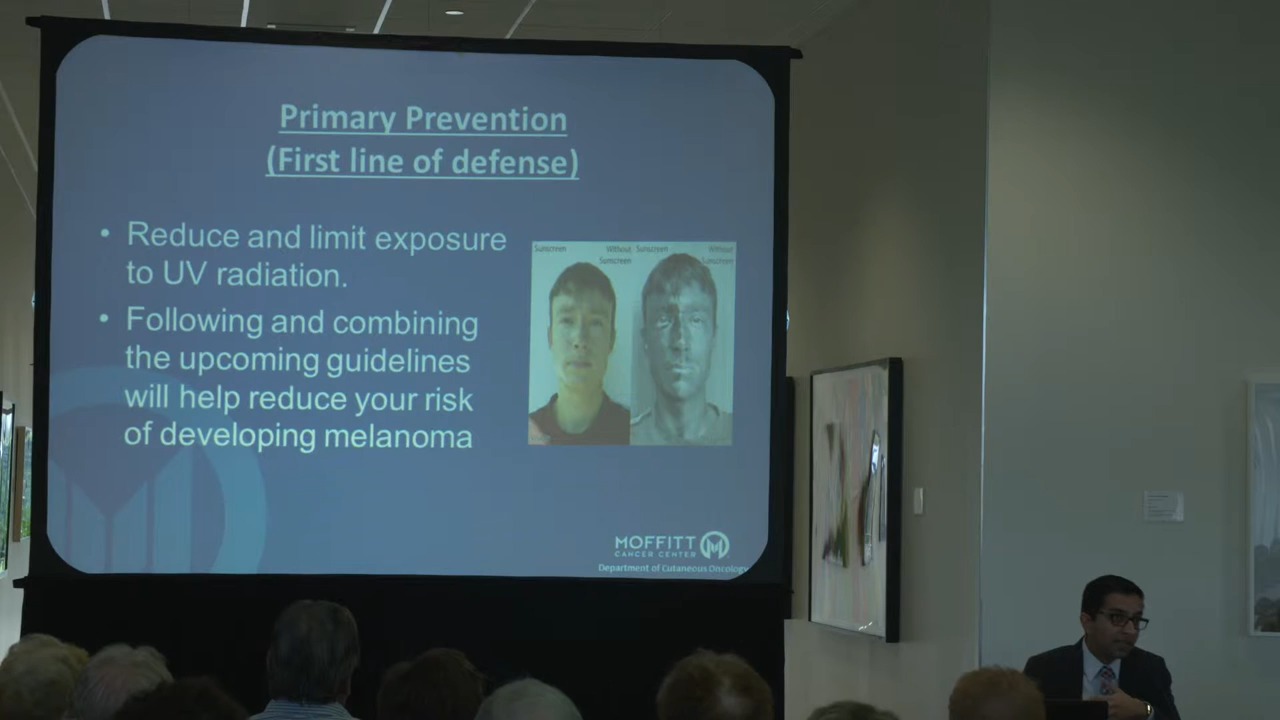 Primary Prevention
(First line of defense)
• Reduce and limit exposure
to UV radiation.
• Following and combining
the upcoming guidelines
will help reduce your risk
of developing melanoma
Sunscreen
Without
Sunscreen
Sunscreen
Without
Sunscreen
MOFFITT
CANCER CENTER
Department of Cutaneous Oncology